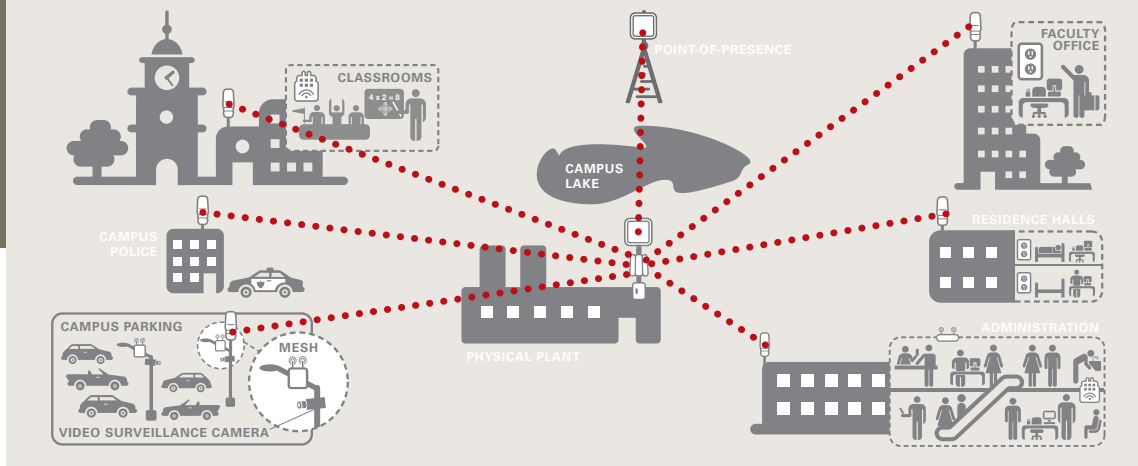 POINT-OF-PRESENCE
FACULTY
OFFICE
CLASSROOMS
4 x 2 = 8
CAMPUS
LAKE
CAMPUS
POLICE
RESIDENCE HALLS
CAMPUS PARKING
MESH
ADMINISTRATION
PHYSICAL PLANT
VIDEO SURVEILLANCE CAMERA